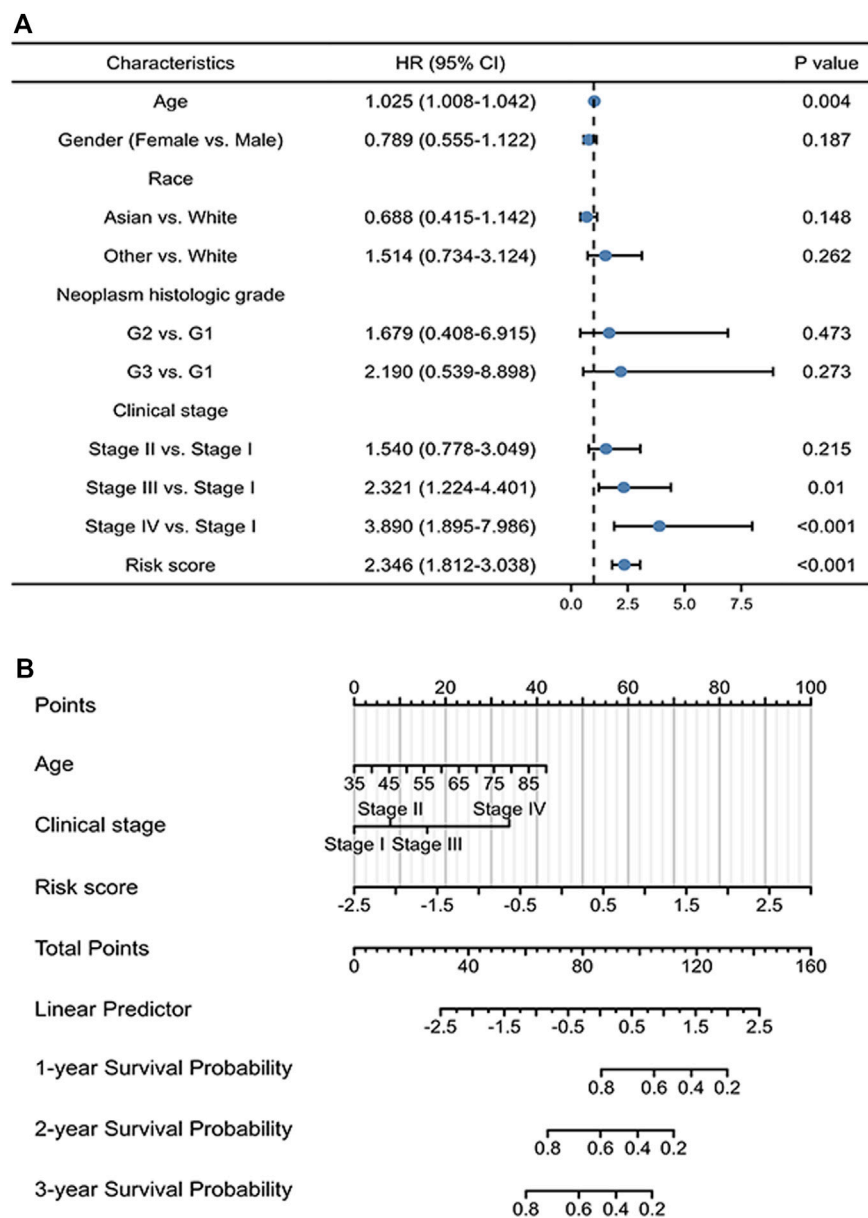 A
Characteristics HR (95% CI) P value
Age 1.025 (1.008-1.042) 0.004
Gender (Female vs. Male) 0.789 (0.555-1.122) 0.187
Race
Asian vs. White 0.688 (0.415-1.142) 0.148
Other vs. White 1.514 (0.734-3.124) 0.262
Neoplasm histologic grade
G2 vs. G1 1.679 (0.408-6.915) 0.473
G3 vs. G1 2.190 (0.539-8.898) 0.273
Clinical stage
Stage II vs. Stage I 1.540 (0.778-3.049) 0.215
Stage III vs. Stage I 2.321 (1.224-4.401) 0.01
Stage IV vs. Stage I 3.890 (1.895-7.986) <0.001
Risk score 2.346 (1.812-3.038) <0.001
0.0 2.5 5.0 7.5
B
0 20 40 60 80 100
Points
Age
35 45 55 65 75 85
Stage II Stage IV
Clinical stage
Stage I Stage III
Risk score
-2.5 -1.5 -0.5 0.5 1.5 2.5
Total Points
0 40 80 120 160
Linear Predictor
-2.5 -1.5 -0.5 0.5 1.5 2.5
1-year Survival Probability
0.8 0.6 0.4 0.2
2-year Survival Probability
0.8 0.6 0.4 0.2
3-year Survival Probability
0.8 0.6 0.4 0.2